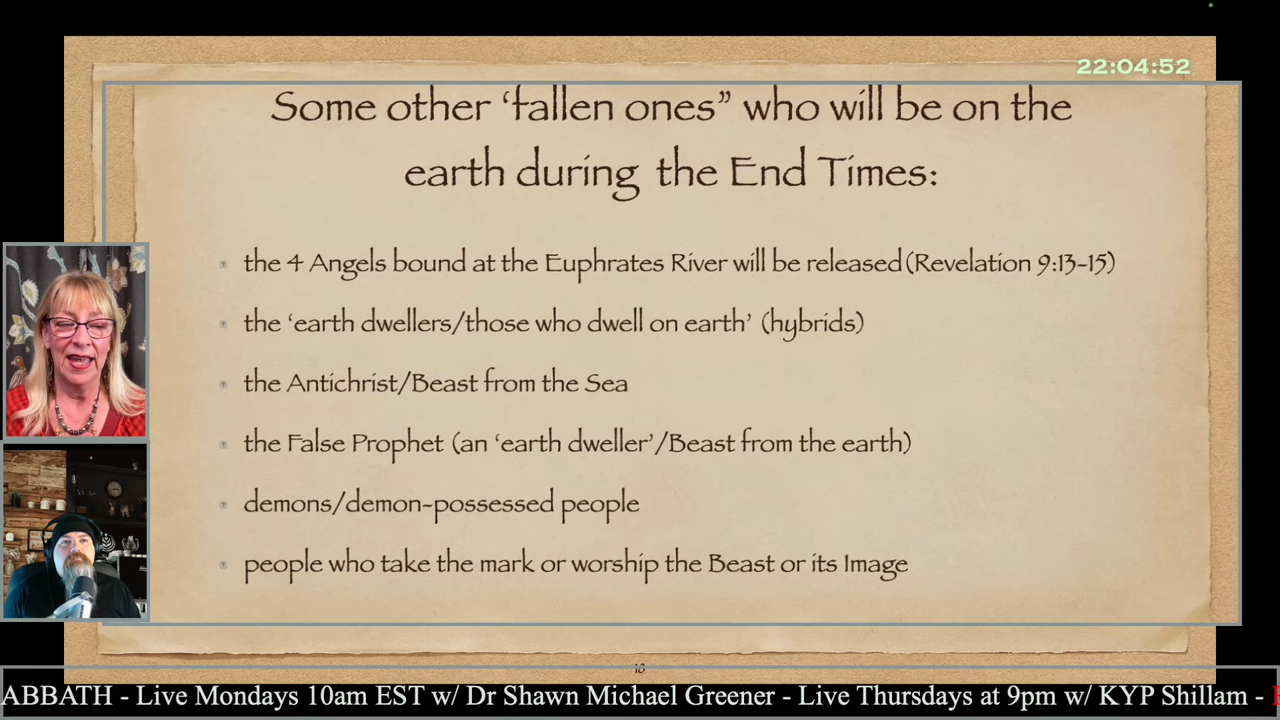 22:04:52
Some other ‘fallen ones” who will be on the
earth during the End Times:
the 4 Angels bound at the Euphrates River will be released(Revelation 9:13-15)
the ‘earth dwellers/those who dwell on earth’ (hybrids)
the Antichrist/Beast from the Sea
the False Prophet (an ‘earth dweller’/Beast from the earth)
demons/demon-possessed people
people who take the mark or worship the Beast or its Image
ABBATH - Live Mondays 10am EST w/ Dr Shawn Michael Greener - Live Thursdays at 9pm w/ KYP Shillam -